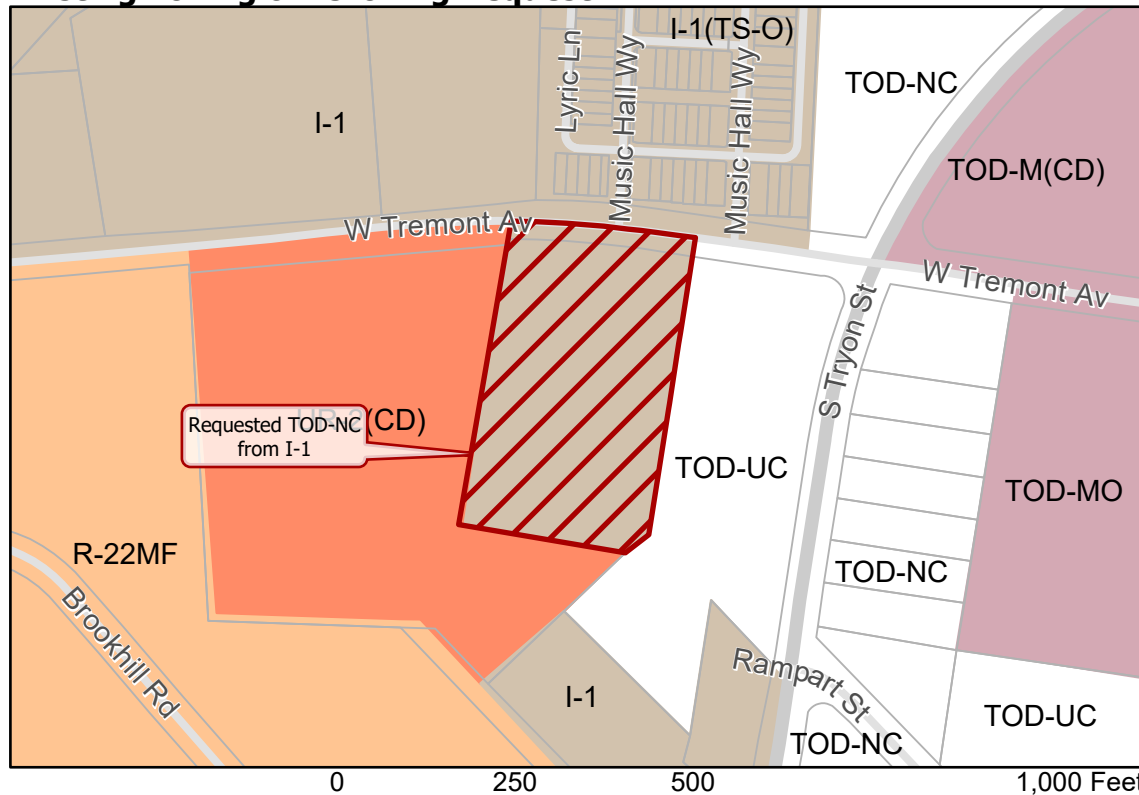 I-1(TS-O)
Lyric Ln
Music Hall Wy
Music Hall Wy
TOD-NC
I-1
TOD-M(CD)
W Tremont Av
W Tremont Av
S Tryon St
(CD)
Requested TOD-NC
from I-1
TOD-UC
TOD-MO
R-22MF
TOD-NC
Brookhill Rd
Rampart St
I-1
TOD-UC
TOD-NC
0 250 500 1,000 Feet